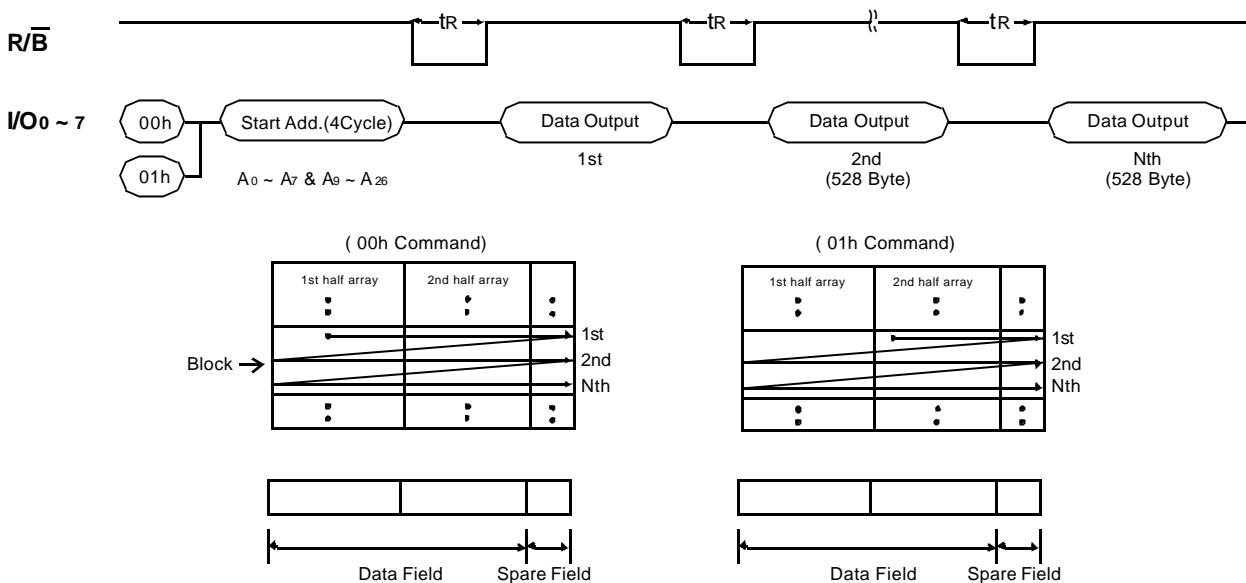 tR tR tR
R/B
I/O0 ~ 7 00h Start Add.(4Cycle) Data Output Data Output Data Output
01h A0 ~ A7 & A9 ~ A26 1st 2nd Nth
(528 Byte) (528 Byte)
( 00h Command) ( 01h Command)
1st half array 2nd half array 1st half array 2nd half array
1st 1st
Block 2nd 2nd
Nth Nth
Data Field Spare Field Data Field Spare Field